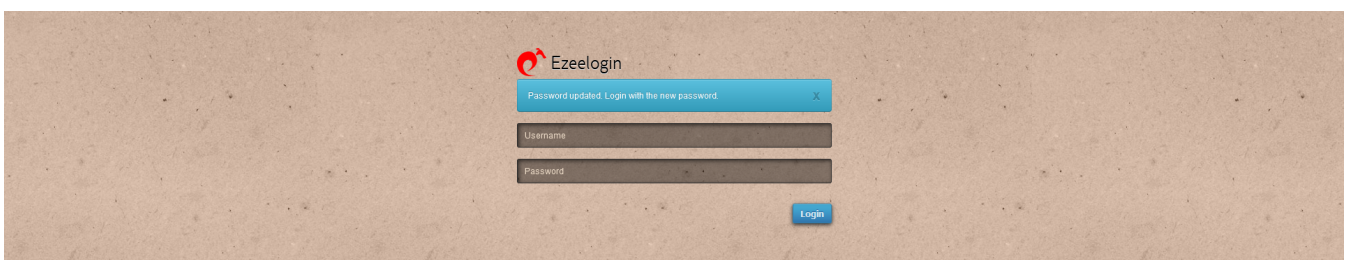 Ezeelogin
Password updated. Login with the new password.
X
Username
Password
Login